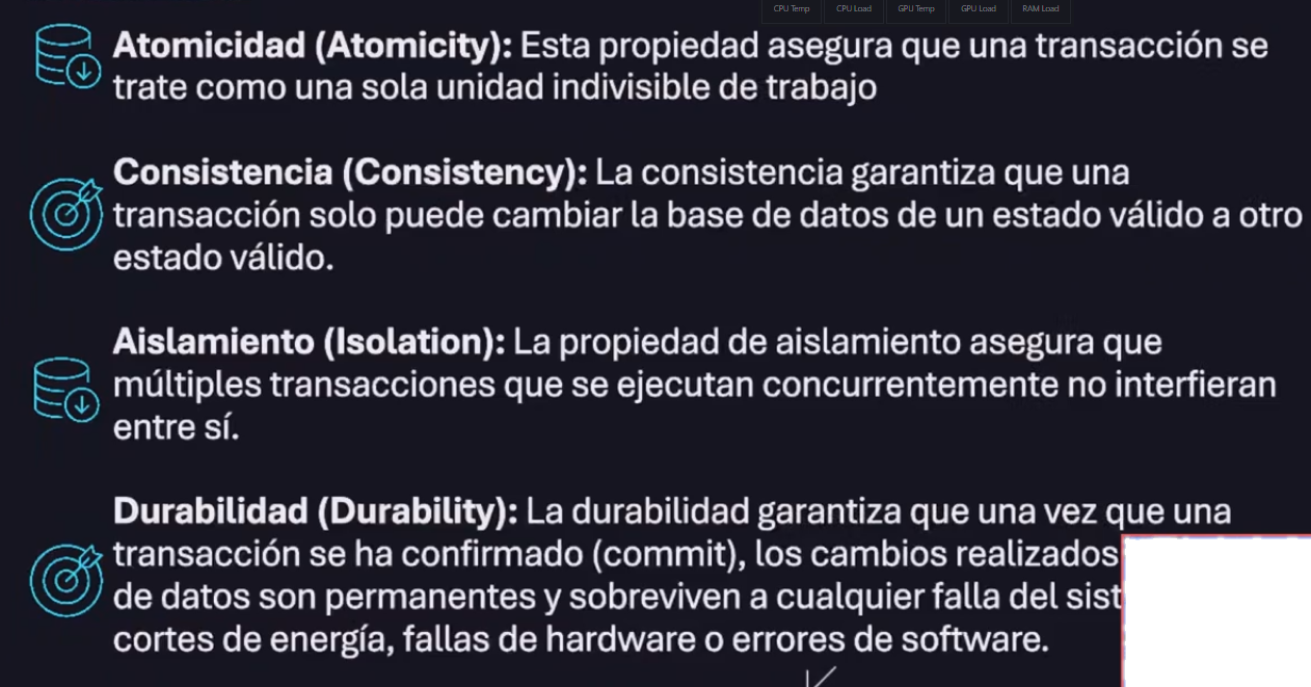 CPU Temp CPU Load GPU Temp GPU Load RAM Load
Atomicidad (Atomicity): Esta propiedad asegura que una transacción se
trate como una sola unidad indivisible de trabajo
Consistencia (Consistency): La consistencia garantiza que una
transacción solo puede cambiar la base de datos de un estado válido a otro
estado válido.
Aislamiento (Isolation): La propiedad de aislamiento asegura que
múltiples transacciones que se ejecutan concurrentemente no interfieran
entre sí.
Durabilidad (Durability): La durabilidad garantiza que una vez que una
transacción se ha confirmado (commit), los cambios realizados
de datos son permanentes y sobreviven a cualquier falla del sist
cortes de energía, fallas de hardware o errores de software.